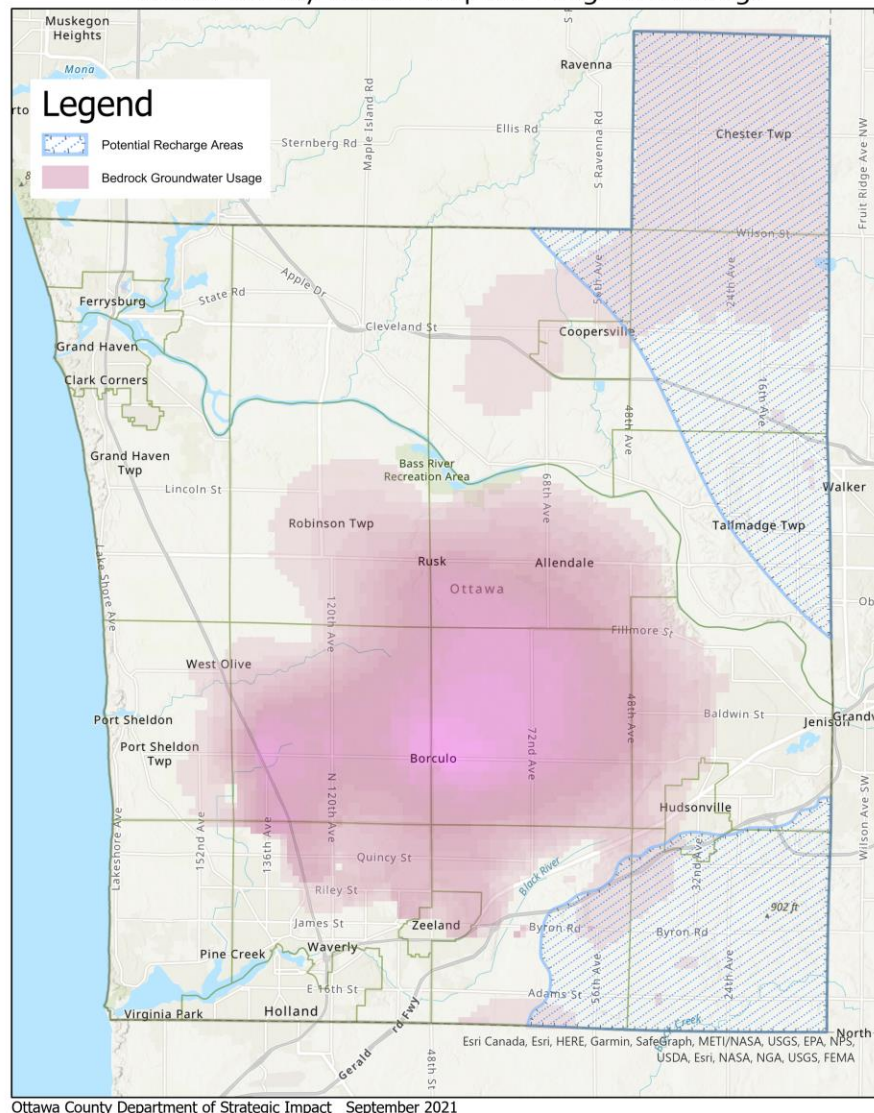 Muskegon
Heights
Mona
Ravenna
Legend
Potential Recharge Areas
Bedrock Groundwater Usage
Sternberg Rd
Maple Island Rd
Ellis Rd
S Ravenna Rd
Chester Twp
Fruit Ridge Ave NW
Wilson St
56th Ave
24th Ave
Apple Dr
State Rd
Ferrysburg
Cleveland St
Coopersville
Grand Haven
Clark Corners
16th Ave
48th Ave
Grand Haven
Twp
Bass River
Recreation Area
68th Ave
Lincoln St
Walker
Robinson Twp
Tallmadge Twp
Lake Shore Ave
Rusk
Allendale
Ottawa
120th Ave
Fillmore St
West Olive
Port Sheldon
48th Ave
Baldwin St
Jenison
Port Sheldon
Twp
72nd Ave
Borculo
N 120th Ave
Hudsonville
Lakeshore Ave
152nd Ave
136th Ave
Wilson Ave SW
32nd Ave
Quincy St
Black River
Riley St
902 ft
James St
Zeeland
Byron Rd
Byron Rd
Pine Creek
Waverly
56th Ave
24th Ave
E 16th St
Adams St
Virginia Park
Holland
North
Gerald
rdi Fwy
48th St
Esri Canada, Esri, HERE, Garmin, SafeGraph, METI/NASA, USGS, EPA, NPS,
USDA, Esri, NASA, NGA, USGS, FEMA
Ottawa County Department of Strategic Impact September 2021